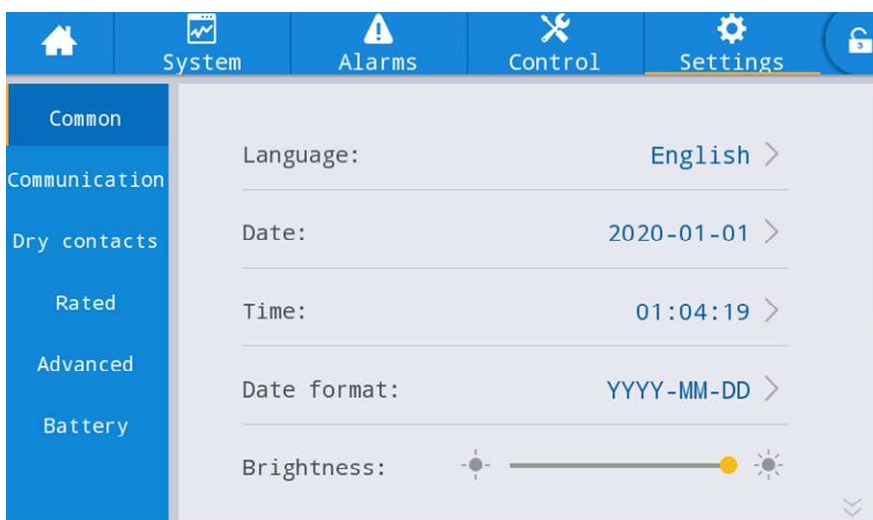 System Alarms Control Settings
Common
Communication
Dry contacts
Rated
Advanced
Battery
Language: English
Date: 2020-01-01
Time: 01:04:19
Date format: YYYY-MM-DD
Brightness: